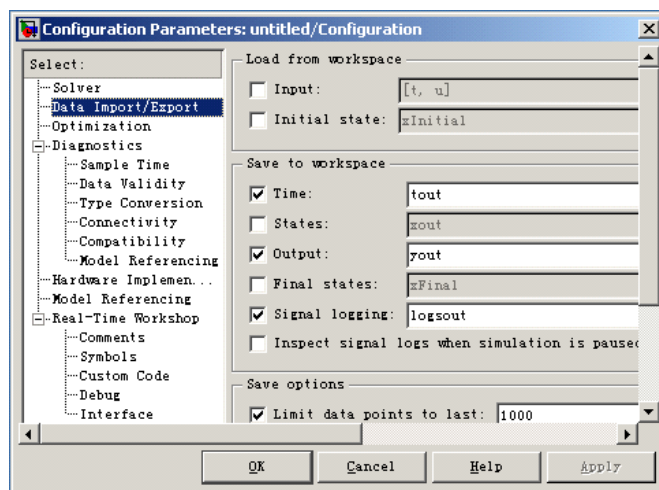 Configuration Parameters: untitled/Configuration
Select:
Solver
Data Import/Export
Optimization
Diagnostics
Sample Time
Data Validity
Type Conversion
Connectivity
Compatibility
Model Referencing
Hardware Implemen...
Model Referencing
Real-Time Workshop
Comments
Symbols
Custom Code
Debug
Interface
Load from workspace
Input: [t, u]
Initial state: xInitial
Save to workspace
Time: tout
States: xout
Output: yout
Final states: xFinal
Signal logging: logsout
Inspect signal logs when simulation is paused
Save options
Limit data points to last: 1000
OK Cancel Help Apply